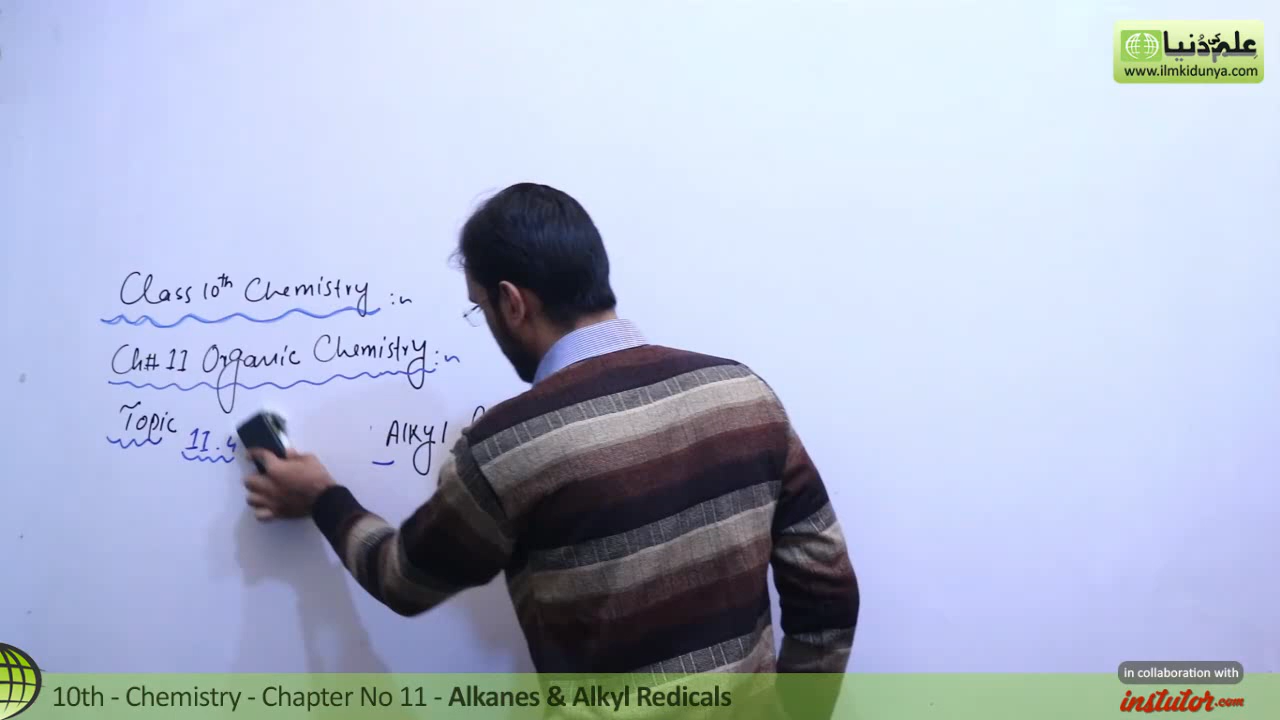 علم کی دُنیا
www.ilmkidunya.com
Class 10th Chemistry :~
Ch# 11 Organic Chemistry :~
Topic
11.4
Alkyl
10th - Chemistry - Chapter No 11 - Alkanes & Alkyl Redicals
in collaboration with
instutor.com